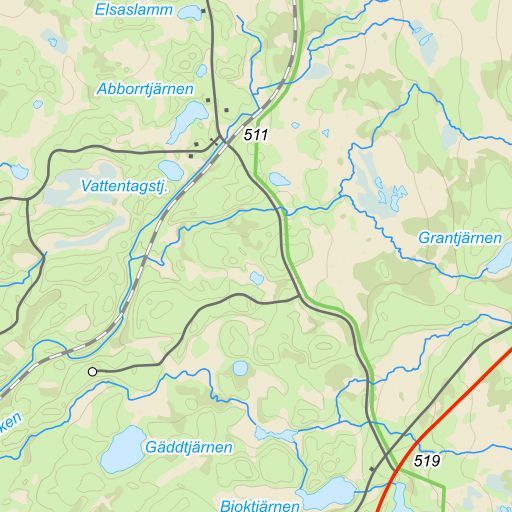 Elsaslamm
Abborrtjärnen
511
Vattentagstj.
Grantjärnen
Gäddtjärnen
519
Bjoktjärnen